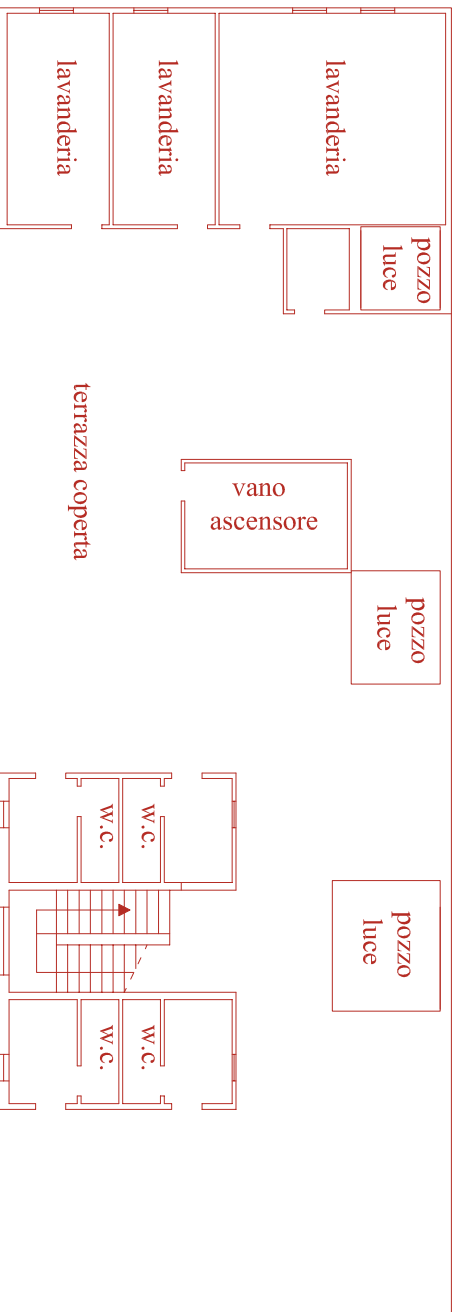 lavanderia
lavanderia
lavanderia
pozzo
luce
terrazza coperta
vano
ascensore
pozzo
luce
w.c.
w.c.
pozzo
luce
w.c.
w.c.